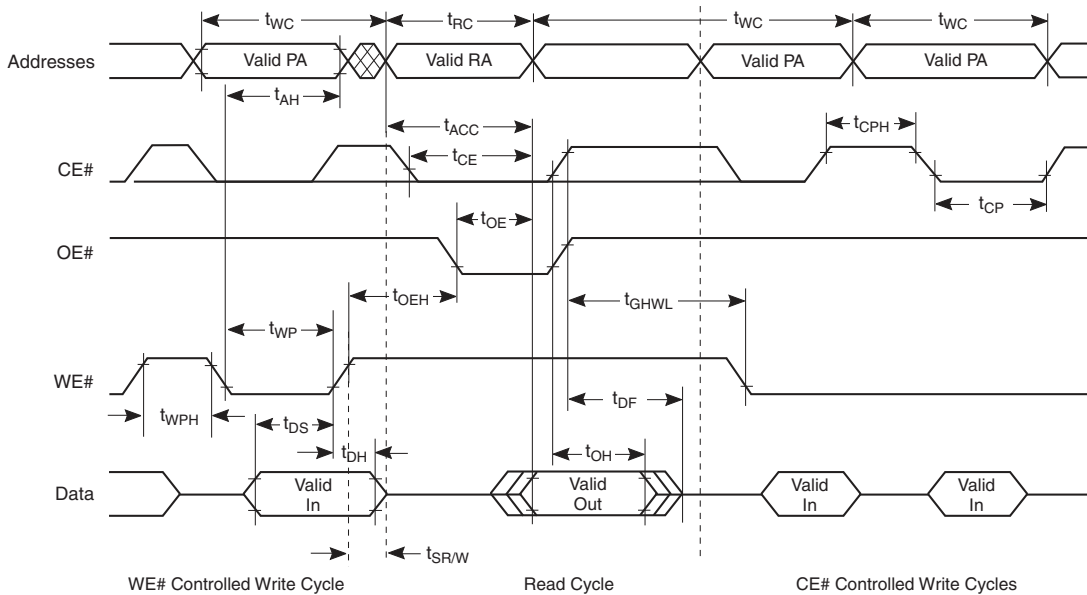 tWC
tRC
tWC
tWC
Addresses
Valid PA
Valid RA
Valid PA
Valid PA
tAH
tACC
tCPH
CE#
tCE
tCP
OE#
tOE
tOEH
tGHWL
tWP
WE#
tWPH
tDS
tDF
tDH
tOH
Data
Valid
In
Valid
Out
Valid
In
Valid
In
tSR/W
WE# Controlled Write Cycle
Read Cycle
CE# Controlled Write Cycles